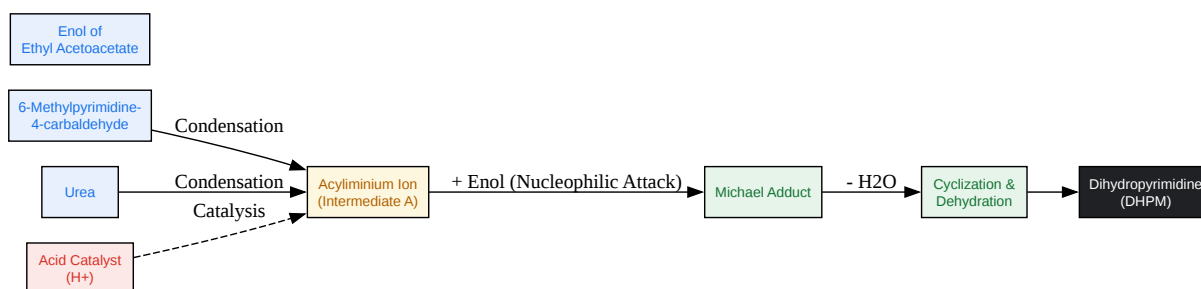 Enol of
Ethyl Acetoacetate
6-Methylpyrimidine-
4-carbaldehyde
Condensation
Urea
Condensation
Catalysis
Acid Catalyst
(H+)
Acyliminium Ion
(Intermediate A)
+ Enol (Nucleophilic Attack)
Michael Adduct
- H2O
Cyclization &
Dehydration
Dihydropyrimidine
(DHPM)